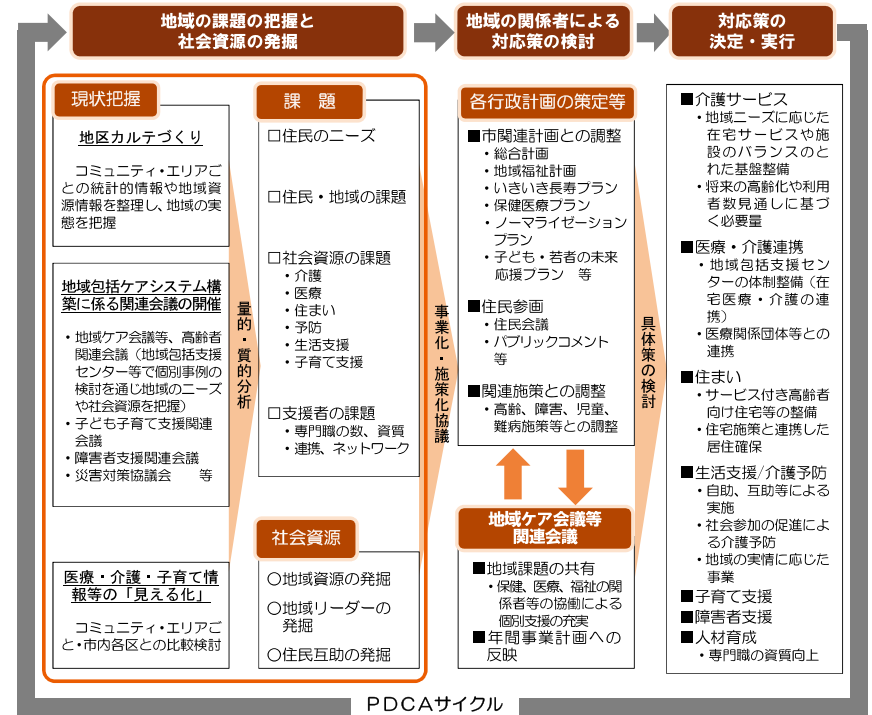 地域の課題の把握と
社会資源の発掘
地域の関係者による
対応策の検討
対応策の
決定・実行
現状把握
地区カルテづくり
コミュニティ・エリアご
との統計的情報や地域資
源情報を整理し、地域の実
態を把握
地域包括ケアシステム構
築に係る関連会議の開催
・地域ケア会議等、高齢者
関連会議（地域包括支援
センター等で個別事例の
検討を通じ地域のニーズ
や社会資源を把握）
・子ども子育て支援関連
会議
・障害者支援関連会議
・災害対策協議会　等
医療・介護・子育て情
報等の「見える化」
コミュニティ・エリアご
と・市内各区との比較検討
量的・質的分析
課　題
□住民のニーズ
□住民・地域の課題
□社会資源の課題
・介護
・医療
・住まい
・予防
・生活支援
・子育て支援
□支援者の課題
・専門職の数、資質
・連携、ネットワーク
社会資源
○地域資源の発掘
○地域リーダーの
発掘
○住民互助の発掘
事業化・施策化協議
各行政計画の策定等
■市関連計画との調整
・総合計画
・地域福祉計画
・いきいき長寿プラン
・保健医療プラン
・ノーマライゼーション
プラン
・子ども・若者の未来
応援プラン　等
■住民参画
・住民会議
・パブリックコメント
等
■関連施策との調整
・高齢、障害、児童、
難病施策等との調整
地域ケア会議等
関連会議
■地域課題の共有
・保健、医療、福祉の関
係者等の協働による
個別支援の充実
■年間事業計画への
反映
具体策の検討
■介護サービス
・地域ニーズに応じた
在宅サービスや施
設のバランスのと
れた基盤整備
・将来の高齢化や利用
者数見通しに基づ
く必要量
■医療・介護連携
・地域包括支援セン
ターの体制整備（在
宅医療・介護の連
携）
・医療関係団体等との
連携
■住まい
・サービス付き高齢者
向け住宅等の整備
・住宅施策と連携した
居住確保
■生活支援/介護予防
・自助、互助等による
実施
・社会参加の促進によ
る介護予防
・地域の実情に応じた
事業
■子育て支援
■障害者支援
■人材育成
・専門職の資質向上
ＰＤＣＡサイクル